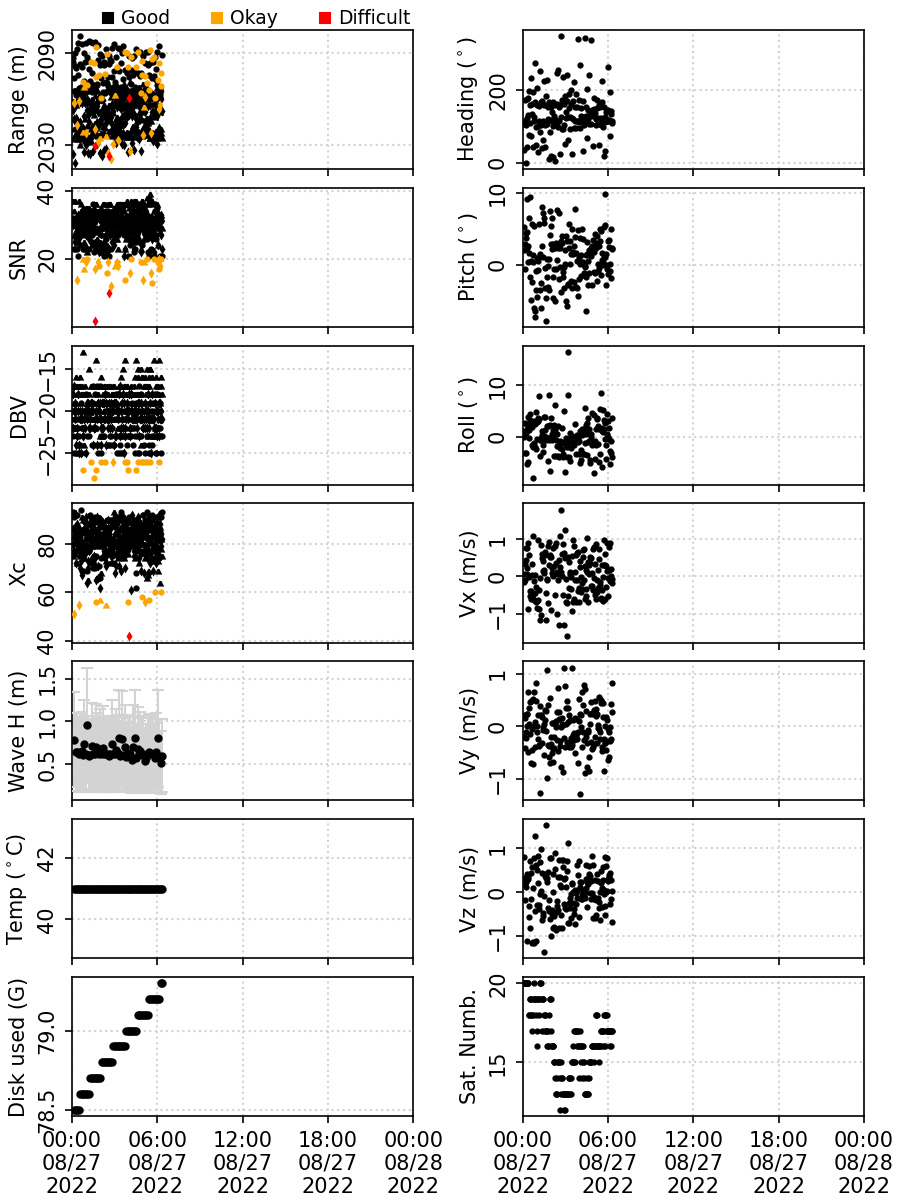 Good Okay Difficult
Range (m)
2090
2030
Heading (°)
200
0
SNR
40
20
Pitch (°)
10
0
DBV
−15
−20
−25
Roll (°)
10
0
Xc
80
60
40
Vx (m/s)
1
0
−1
Wave H (m)
1.5
1.0
0.5
Vy (m/s)
1
0
−1
Temp (°C)
42
40
Vz (m/s)
1
0
−1
Disk used (G)
79.0
78.5
Sat. Numb.
20
15
00:00 06:00 12:00 18:00 00:00
08/27 08/27 08/27 08/27 08/28
2022 2022 2022 2022 2022
00:00 06:00 12:00 18:00 00:00
08/27 08/27 08/27 08/27 08/28
2022 2022 2022 2022 2022